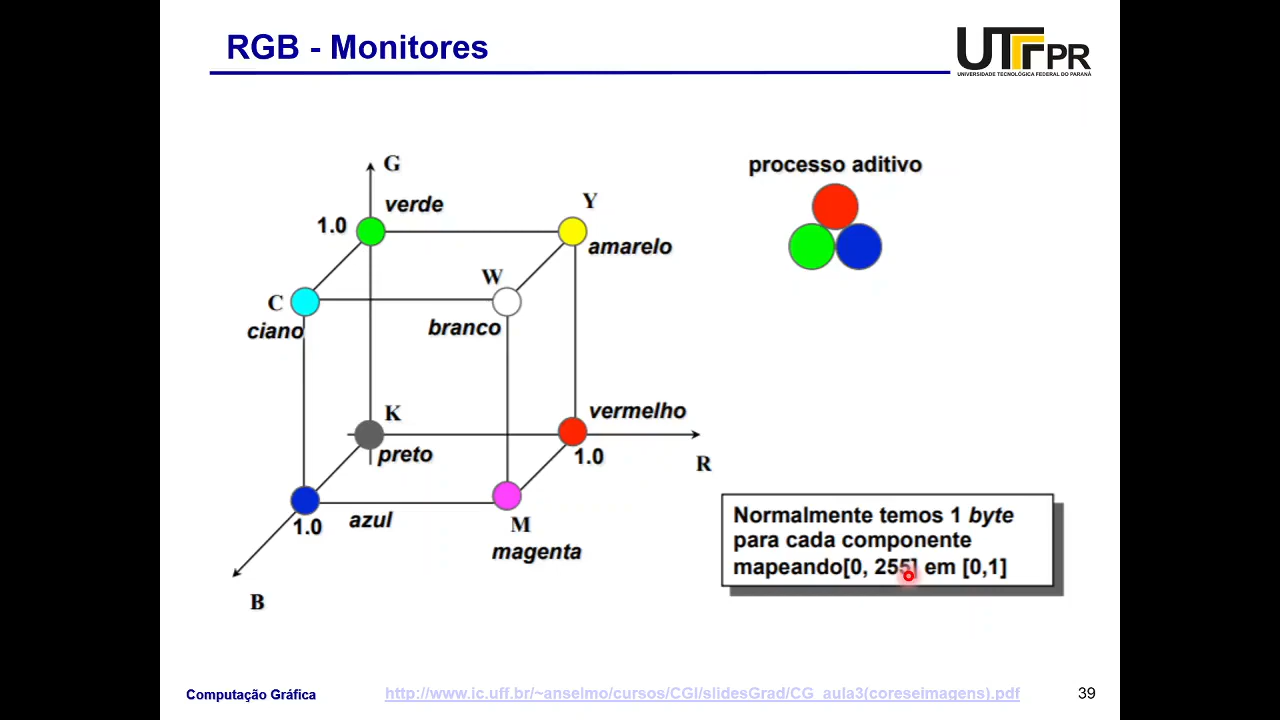 RGB - Monitores
UTFPR
UNIVERSIDADE TECNOLÓGICA FEDERAL DO PARANÁ
G
verde
1.0
Y
amarelo
C
ciano
W
branco
K
preto
vermelho
1.0
R
1.0
azul
M
magenta
B
processo aditivo
Normalmente temos 1 byte
para cada componente
mapeando[0, 255] em [0,1]
Computação Gráfica
http://www.ic.uff.br/~anselmo/cursos/CGI/slidesGrad/CG_aula3(coreseimagens).pdf
39